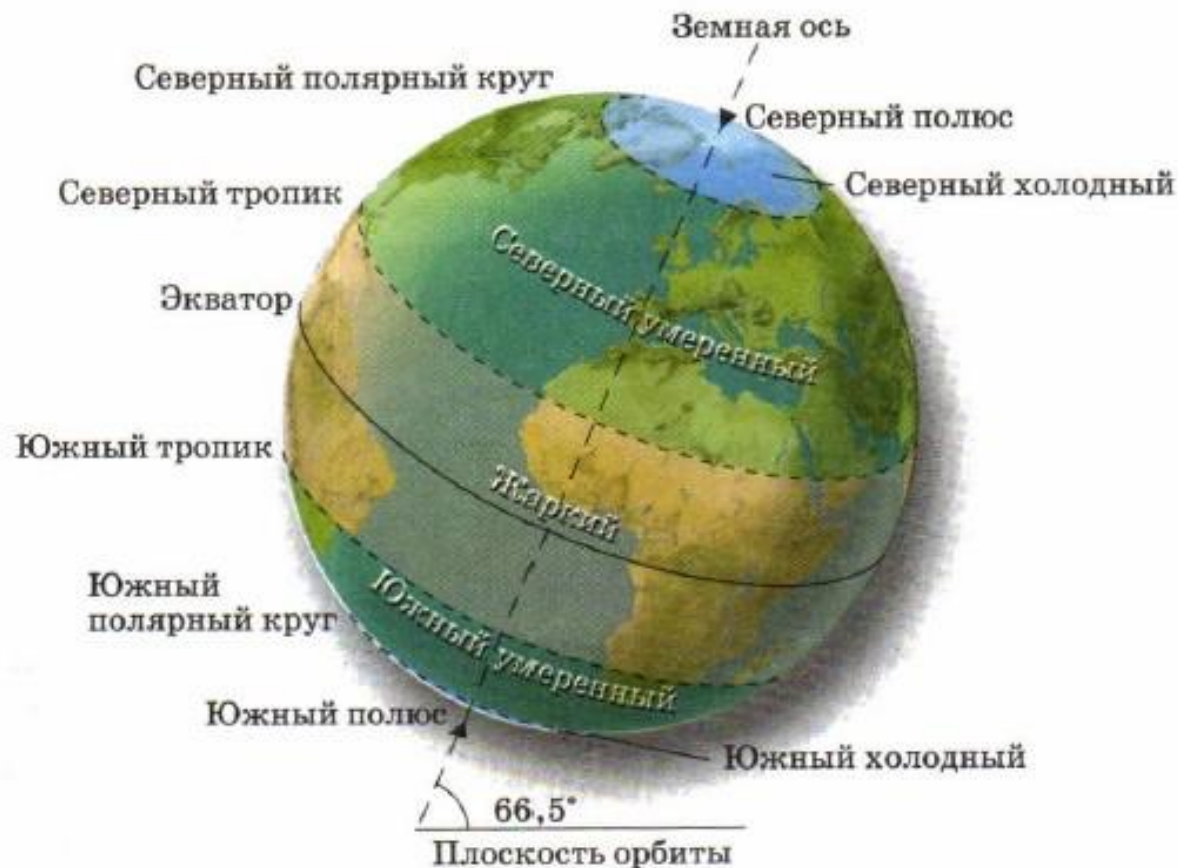 Земная ось
Северный полярный круг
Северный полюс
Северный холодный
Северный тропик
Северный умеренный
Экватор
Южный тропик
Жаркий
Южный
полярный круг
Южный умеренный
Южный полюс
Южный холодный
66,5°
Плоскость орбиты